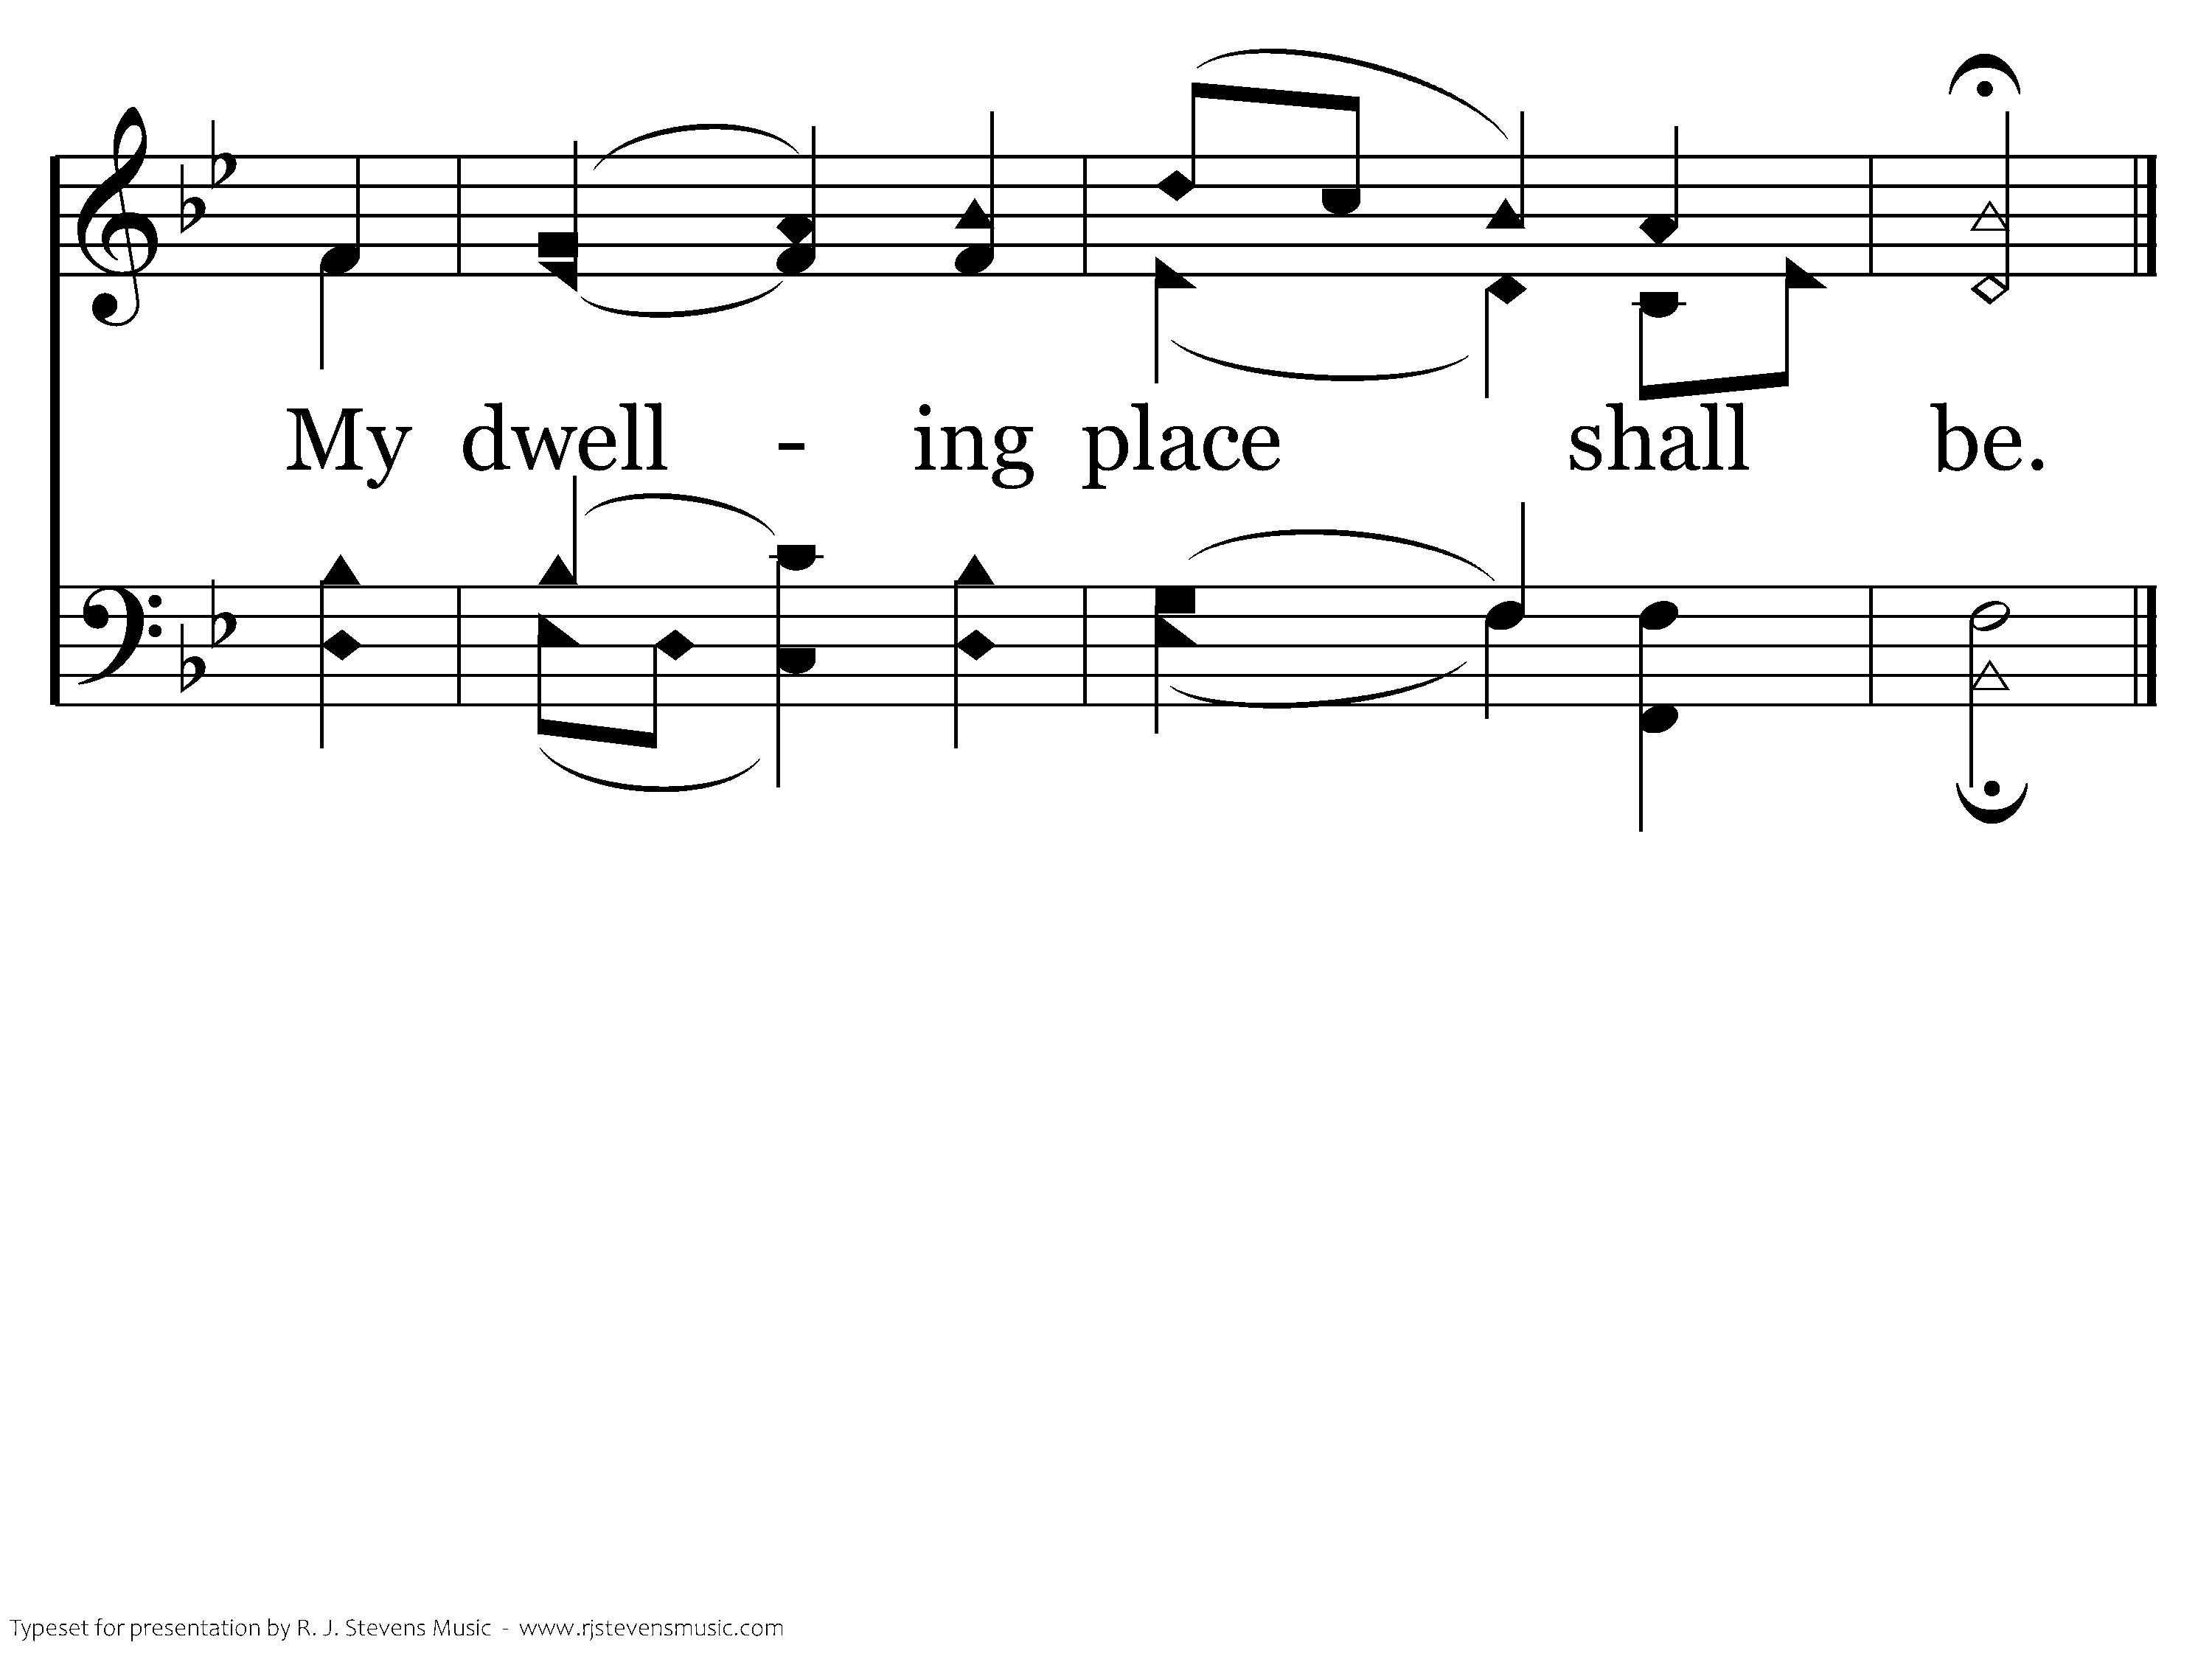 My dwell - ing place shall be.
Typeset for presentation by R. J. Stevens Music - www.rjstevensmusic.com